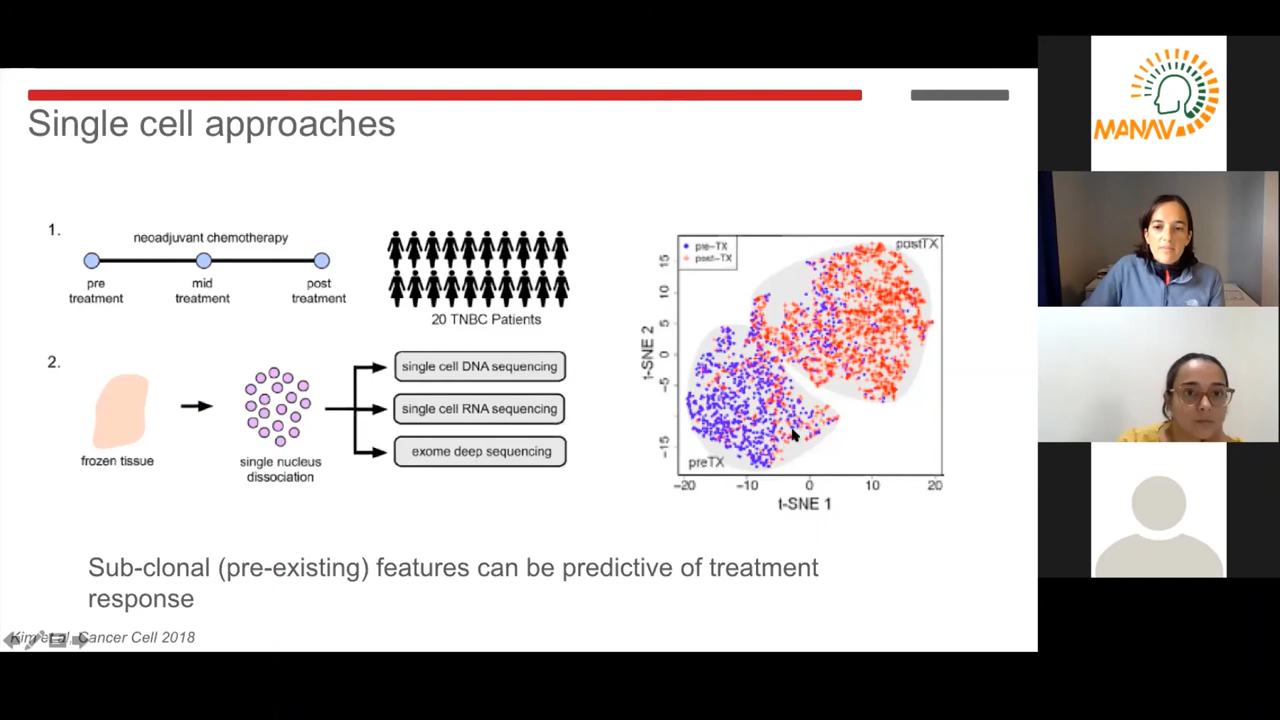 Single cell approaches
1.
neoadjuvant chemotherapy
pre
treatment
mid
treatment
post
treatment
20 TNBC Patients
2.
frozen tissue
single nucleus
dissociation
single cell DNA sequencing
single cell RNA sequencing
exome deep sequencing
pre-TX
post-TX
postTX
preTX
t-SNE 2
15
10
5
0
−5
−15
−20
−10
0
10
20
t-SNE 1
Sub-clonal (pre-existing) features can be predictive of treatment
response
Kim et al, Cancer Cell 2018
MANAV